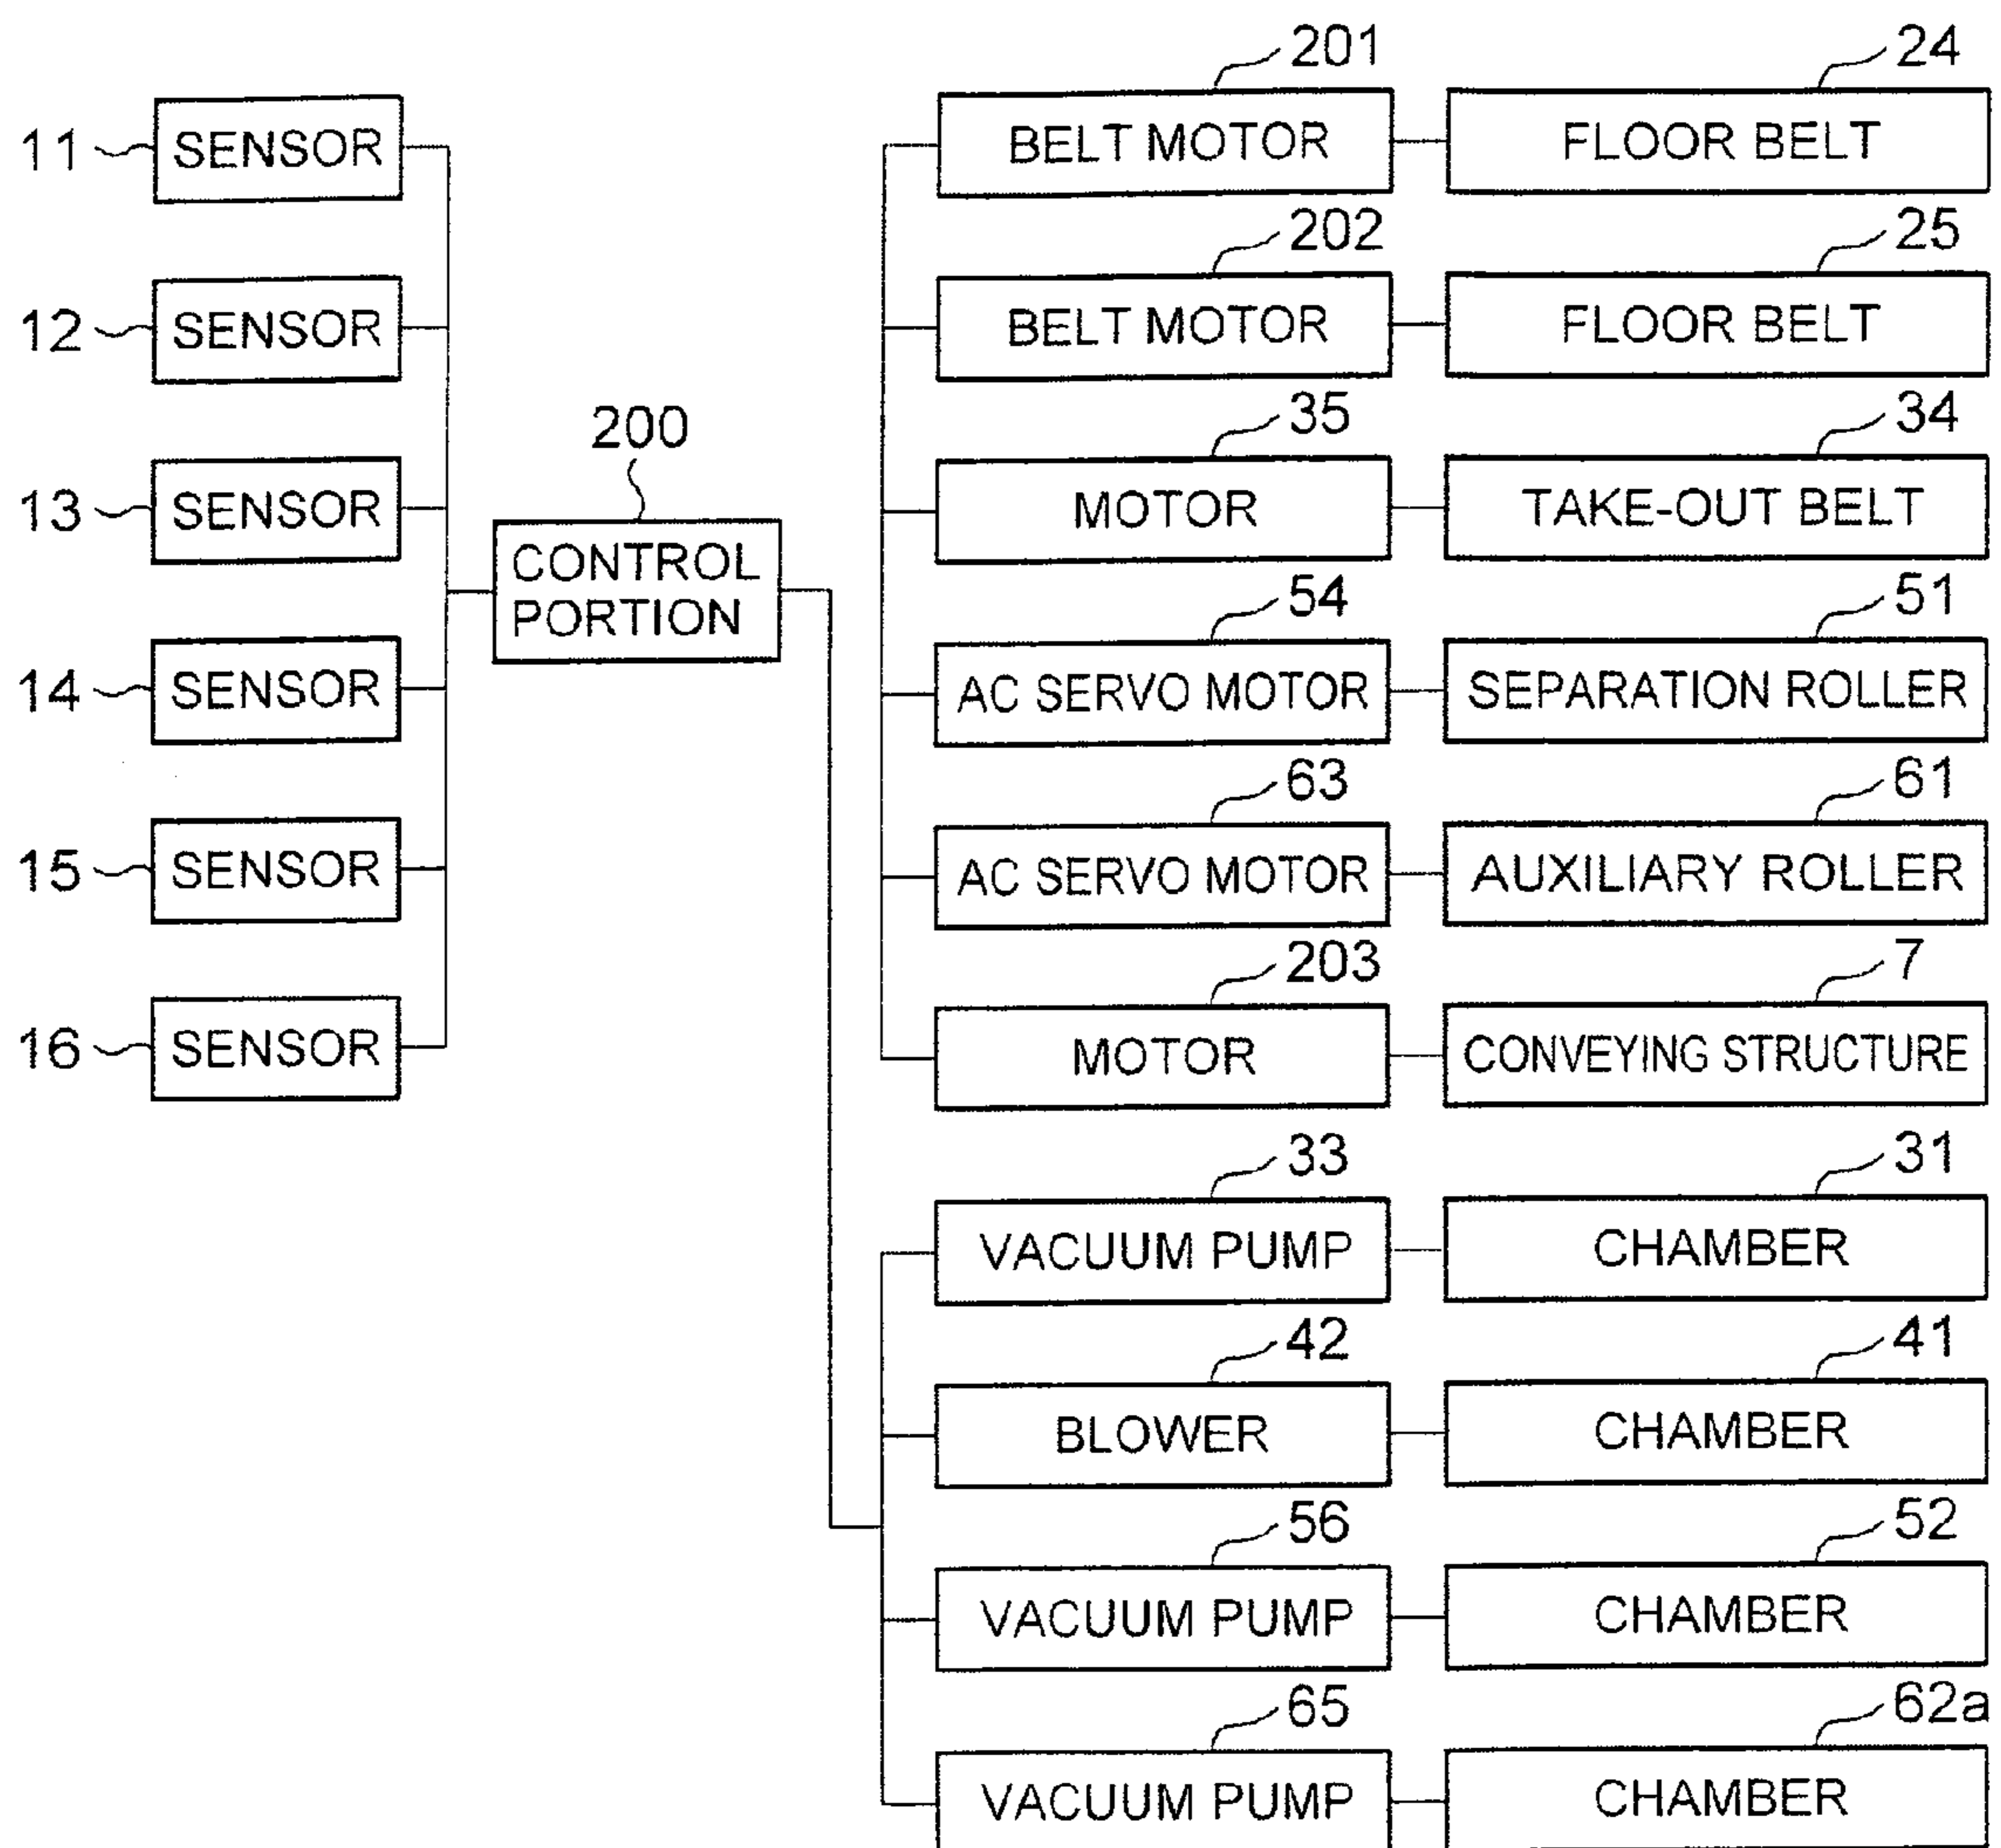 11 SENSOR
12 SENSOR
13 SENSOR
14 SENSOR
15 SENSOR
16 SENSOR
200
CONTROL
PORTION
201 24
BELT MOTOR FLOOR BELT
202 25
BELT MOTOR FLOOR BELT
35 34
MOTOR TAKE-OUT BELT
54 51
AC SERVO MOTOR SEPARATION ROLLER
63 61
AC SERVO MOTOR AUXILIARY ROLLER
203 7
MOTOR CONVEYING STRUCTURE
33 31
VACUUM PUMP CHAMBER
42 41
BLOWER CHAMBER
56 52
VACUUM PUMP CHAMBER
65 62a
VACUUM PUMP CHAMBER